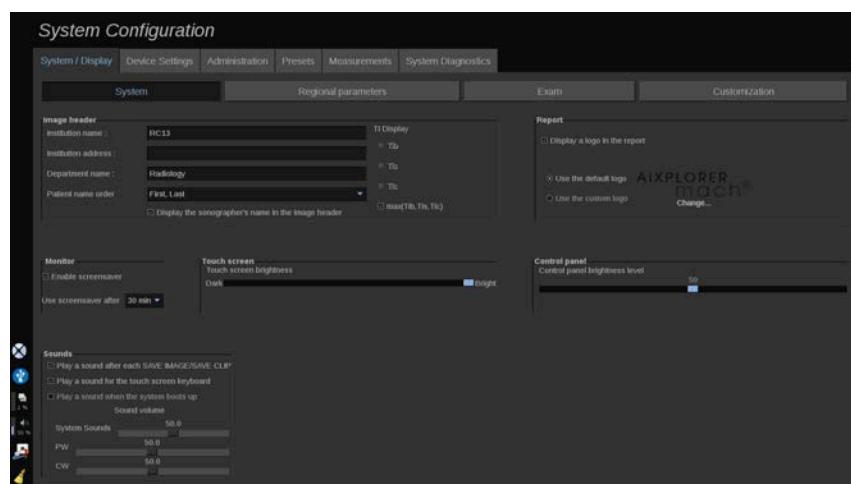 System Configuration
System / Display Device Settings Administration Presets Measurements System Diagnostics
System Regional parameters Exam Customization
Image header
Institution name : RC13
Institution address :
Department name : Radiology
Patient name order First, Last
Display the sonographer's name in the image header
TI Display
TIb
TIs
TIc
max(TIb, TIs, TIc)
Report
Display a logo in the report
Use the default logo AIXPLORER
mach
Use the custom logo Change...
Monitor
Enable screensaver
Use screensaver after 30 min
Touch screen
Touch screen brightness
Dark Bright
Control panel
Control panel brightness level
50
Sounds
Play a sound after each SAVE IMAGE/SAVE CLIP
Play a sound for the touch screen keyboard
Play a sound when the system boots up
Sound volume
System Sounds 50.0
PW 50.0
CW 50.0